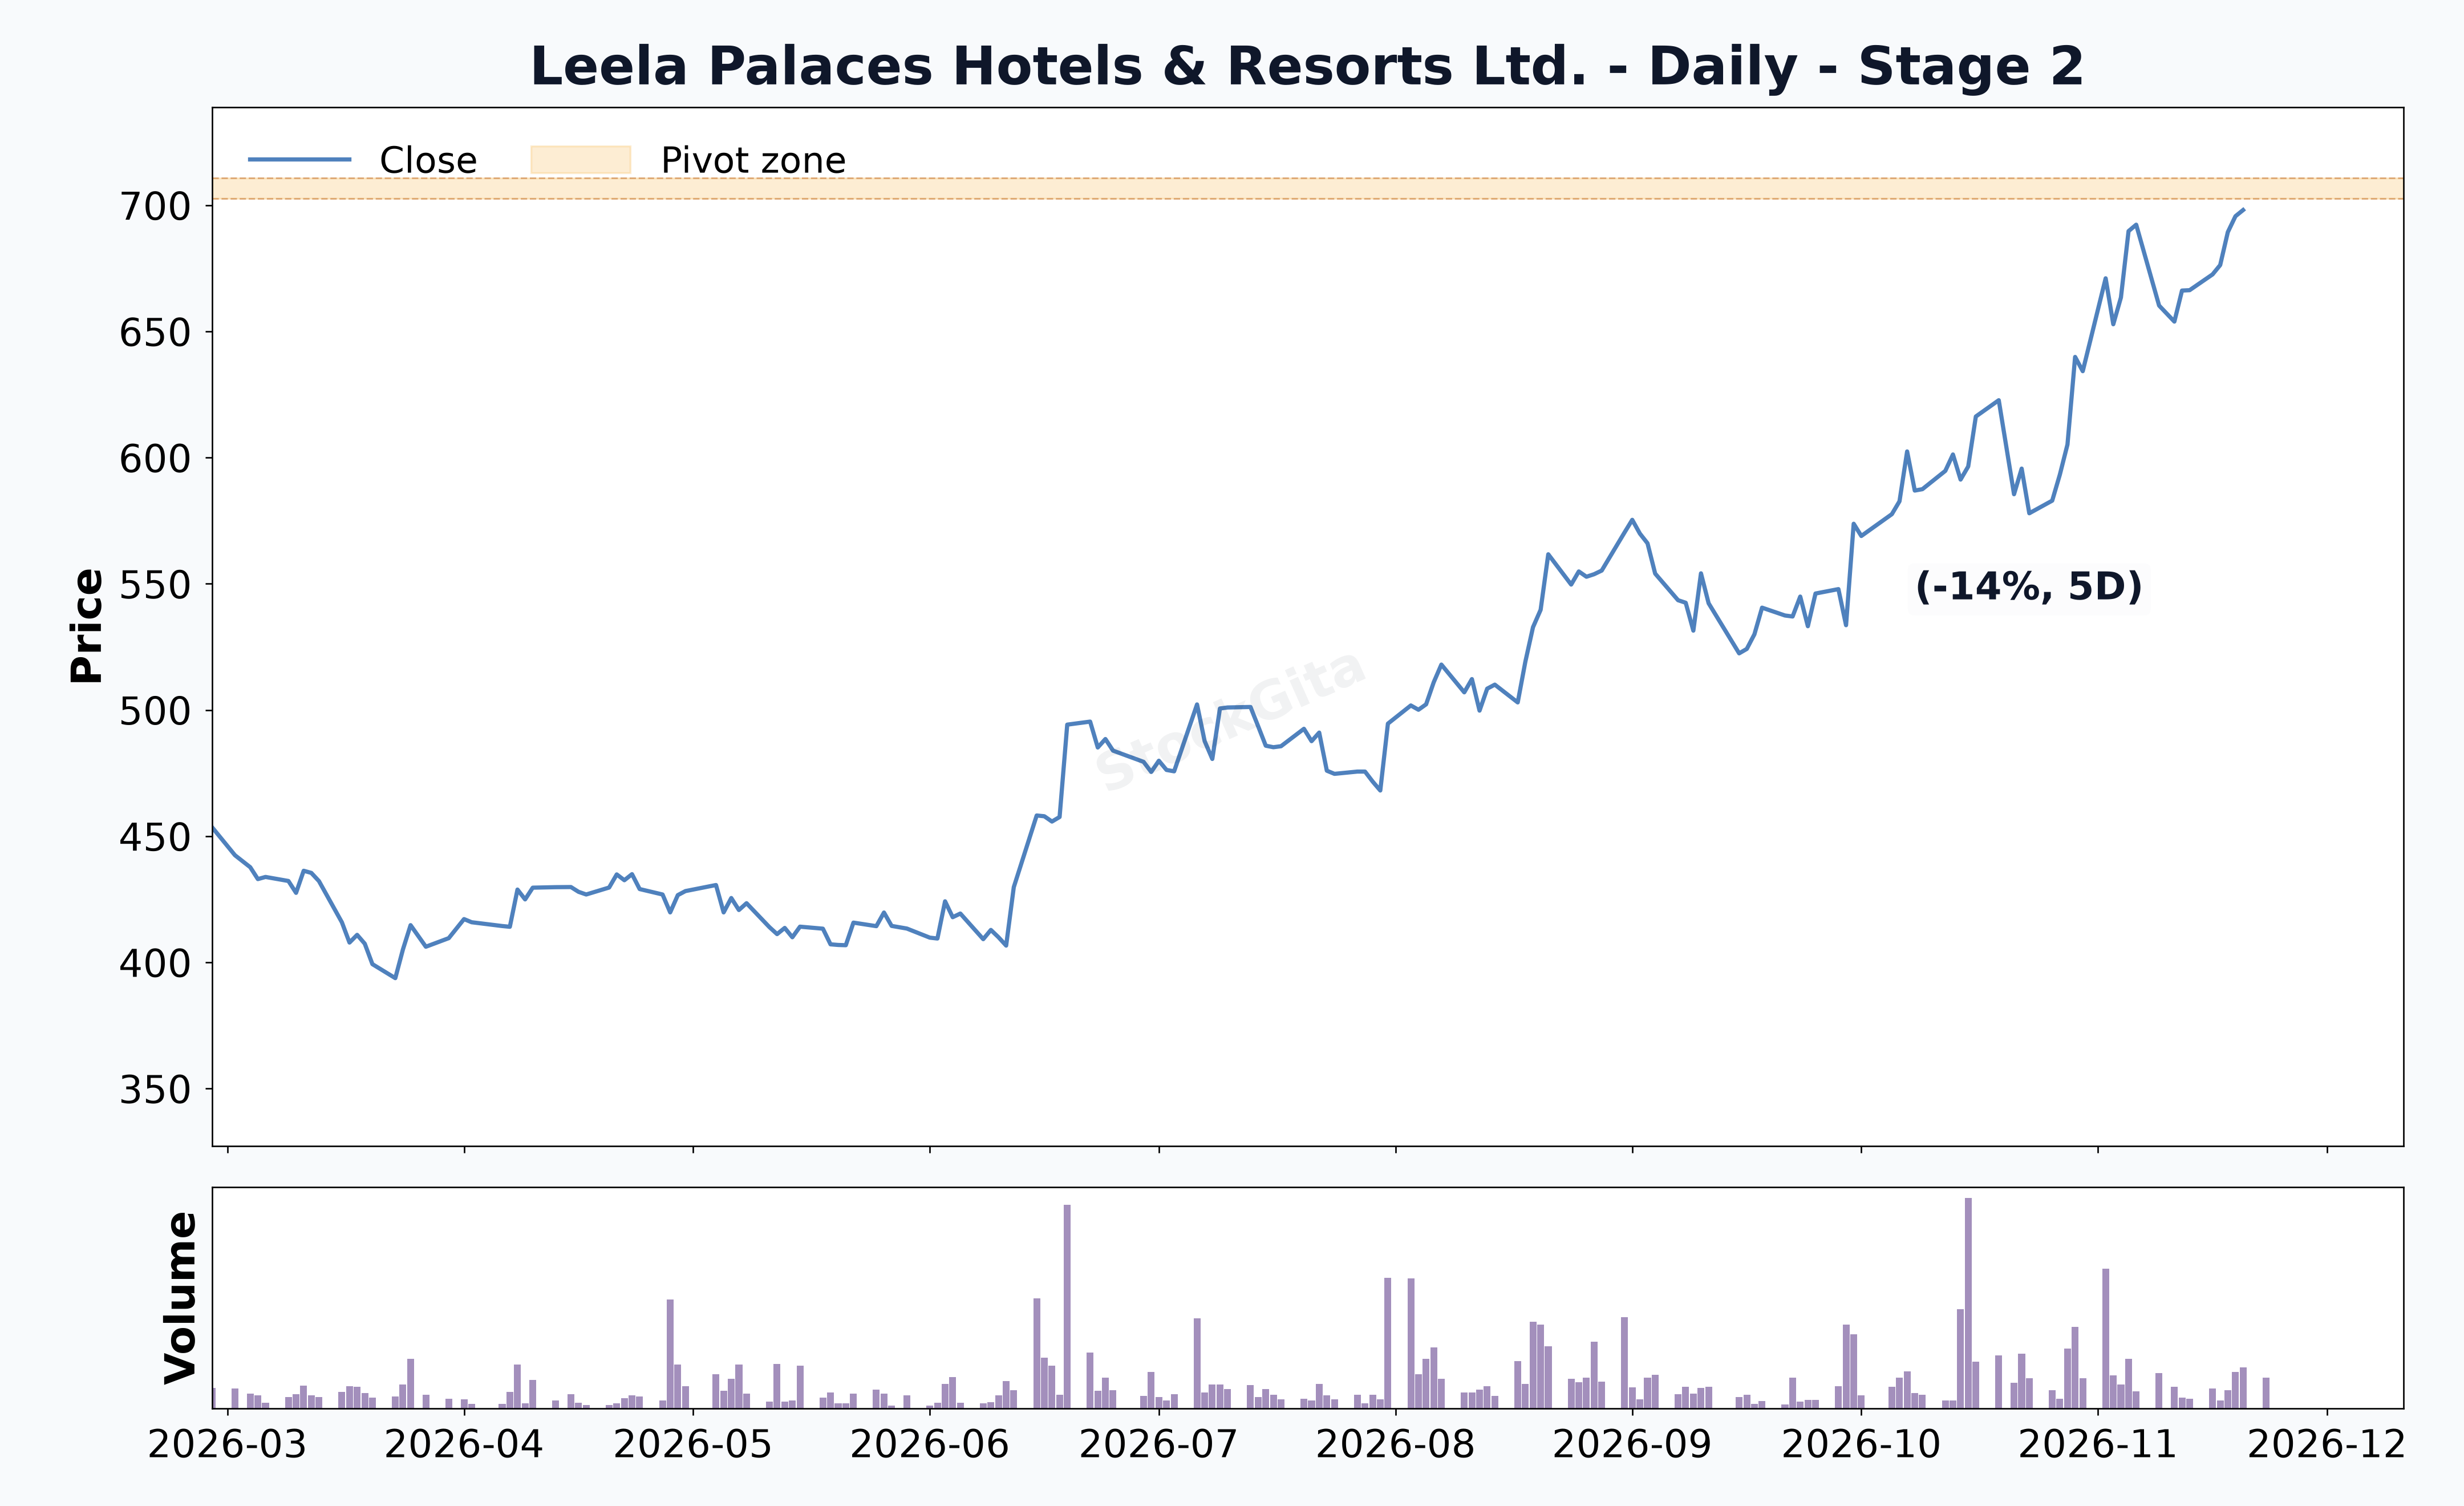 Leela Palaces Hotels & Resorts Ltd. - Daily - Stage 2
Close
Pivot zone
Price
700
650
600
550
500
450
400
350
(-14%, 5D)
StockGita
Volume
2026-03
2026-04
2026-05
2026-06
2026-07
2026-08
2026-09
2026-10
2026-11
2026-12